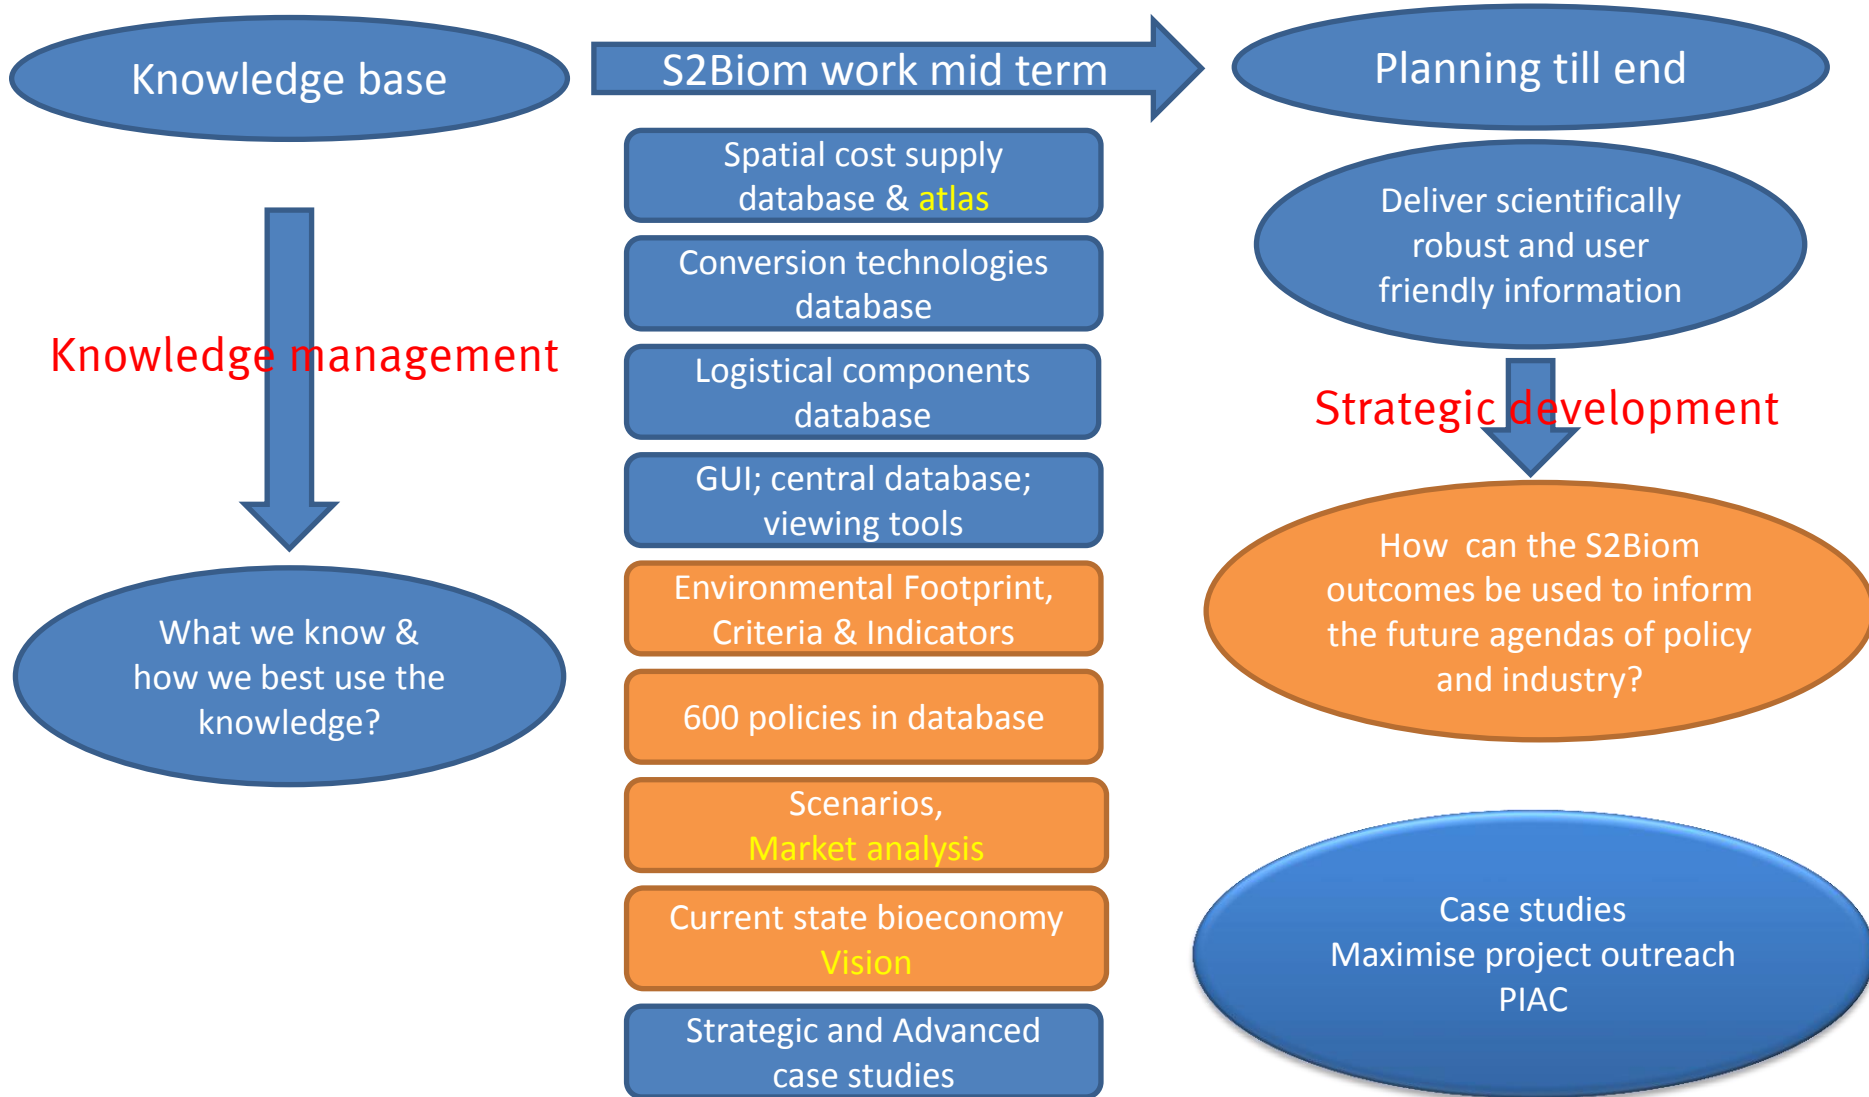 Knowledge base
Knowledge management
What we know &
how we best use the
knowledge?
S2Biom work mid term
Spatial cost supply
database & atlas
Conversion technologies
database
Logistical components
database
GUI; central database;
viewing tools
Environmental Footprint,
Criteria & Indicators
600 policies in database
Scenarios,
Market analysis
Current state bioeconomy
Vision
Strategic and Advanced
case studies
Planning till end
Deliver scientifically
robust and user
friendly information
Strategic development
How can the S2Biom
outcomes be used to inform
the future agendas of policy
and industry?
Case studies
Maximise project outreach
PIAC